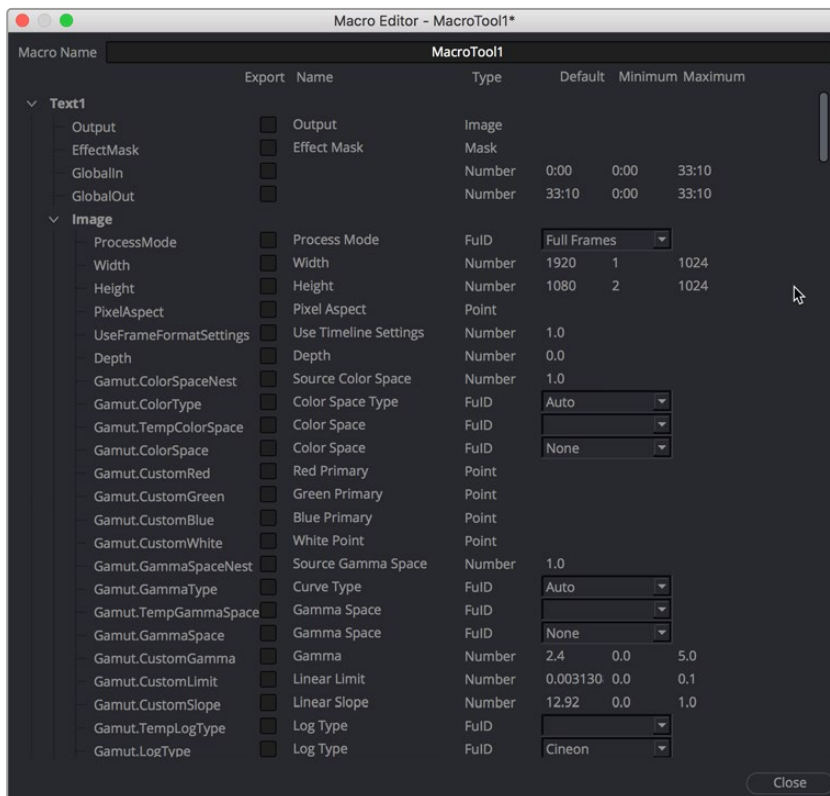 Macro Editor - MacroTool1*
Macro Name MacroTool1
Export Name Type Default Minimum Maximum
Text1
Output Output Image
EffectMask Effect Mask Mask
GlobalIn Number 0:00 0:00 33:10
GlobalOut Number 33:10 0:00 33:10
Image
ProcessMode Process Mode FuID Full Frames
Width Width Number 1920 1 1024
Height Height Number 1080 2 1024
PixelAspect Pixel Aspect Point
UseFrameFormatSettings Use Timeline Settings Number 1.0
Depth Depth Number 0.0
Gamut.ColorSpaceNest Source Color Space Number 1.0
Gamut.ColorType Color Space Type FuID Auto
Gamut.TempColorSpace Color Space FuID
Gamut.ColorSpace Color Space FuID None
Gamut.CustomRed Red Primary Point
Gamut.CustomGreen Green Primary Point
Gamut.CustomBlue Blue Primary Point
Gamut.CustomWhite White Point Point
Gamut.GammaSpaceNest Source Gamma Space Number 1.0
Gamut.GammaType Curve Type FuID Auto
Gamut.TempGammaSpace Gamma Space FuID
Gamut.GammaSpace Gamma Space FuID None
Gamut.CustomGamma Gamma Number 2.4 0.0 5.0
Gamut.CustomLimit Linear Limit Number 0.003130 0.0 0.1
Gamut.CustomSlope Linear Slope Number 12.92 0.0 1.0
Gamut.TempLogType Log Type FuID
Gamut.LogType Log Type FuID Cineon
Close